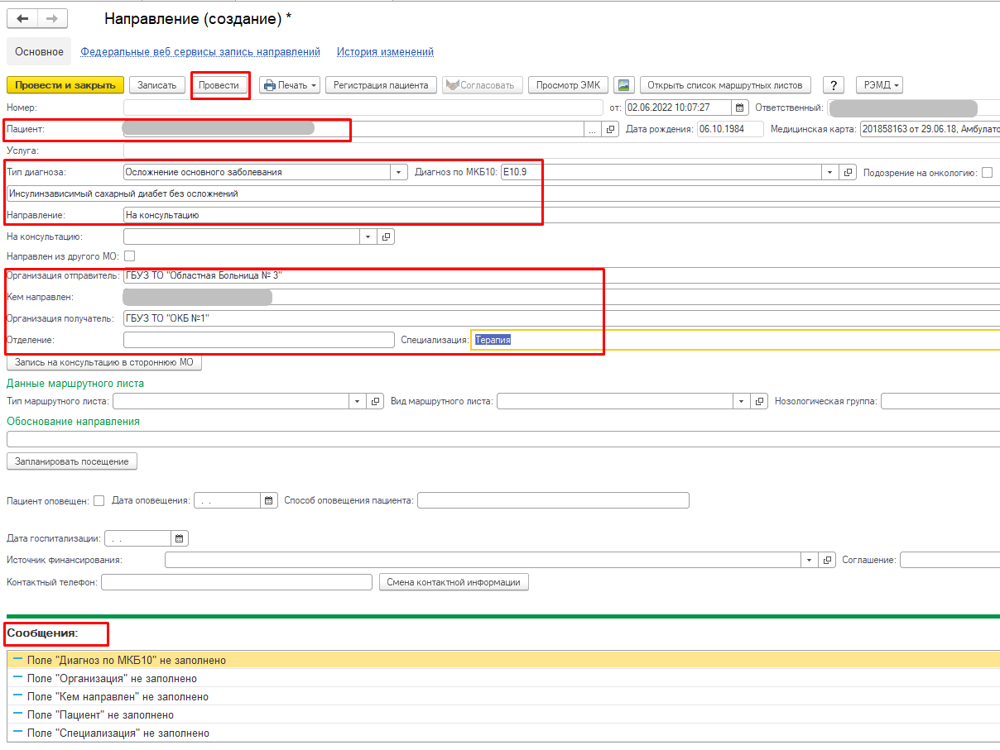 Направление (создание) *
Основное Федеральные веб сервисы запись направлений История изменений
Провести и закрыть Записать Провести Печать Регистрация пациента Согласовать Просмотр ЭМК Открыть список маршрутных листов ? РЭМД
Номер: от: 02.06.2022 10:07:27 Ответственный:
Пациент: ... Дата рождения: 06.10.1984 Медицинская карта: 201858163 от 29.06.18, Амбулато
Услуга:
Тип диагноза: Осложнение основного заболевания Диагноз по МКБ10: E10.9 Подозрение на онкологию:
Инсулинзависимый сахарный диабет без осложнений
Направление: На консультацию
На консультацию:
Направлен из другого МО:
Организация отправитель: ГБУЗ ТО "Областная Больница № 3"
Кем направлен:
Организация получатель: ГБУЗ ТО "ОКБ №1"
Отделение: Специализация: Терапия
Запись на консультацию в стороннюю МО
Данные маршрутного листа
Тип маршрутного листа: Вид маршрутного листа: Нозологическая группа:
Обоснование направления
Запланировать посещение
Пациент оповещен: Дата оповещения: . . Способ оповещения пациента:
Дата госпитализации: . .
Источник финансирования: Соглашение:
Контактный телефон: Смена контактной информации
Сообщения:
Поле "Диагноз по МКБ10" не заполнено
Поле "Организация" не заполнено
Поле "Кем направлен" не заполнено
Поле "Пациент" не заполнено
Поле "Специализация" не заполнено